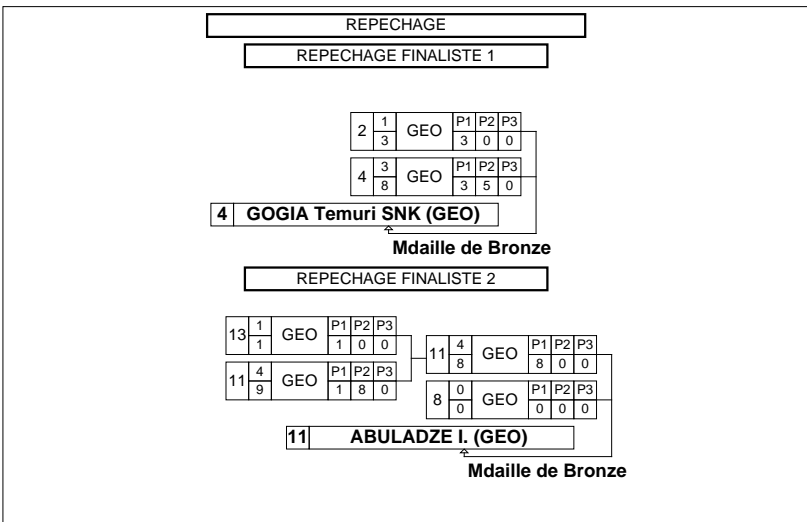 REPECHAGE
REPECHAGE FINALISTE 1
2 1 GEO P1 P2 P3
3 3 0 0
4 3 GEO P1 P2 P3
8 3 5 0
4 GOGIA Temuri SNK (GEO)
Mdaille de Bronze
REPECHAGE FINALISTE 2
13 1 GEO P1 P2 P3
1 1 0 0
11 4 GEO P1 P2 P3
9 1 8 0
11 4 GEO P1 P2 P3
8 8 0 0
8 0 GEO P1 P2 P3
0 0 0 0
11 ABULADZE I. (GEO)
Mdaille de Bronze